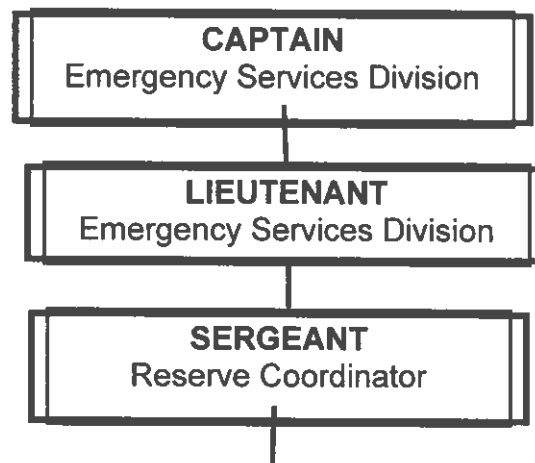 CAPTAIN
Emergency Services Division
LIEUTENANT
Emergency Services Division
SERGEANT
Reserve Coordinator